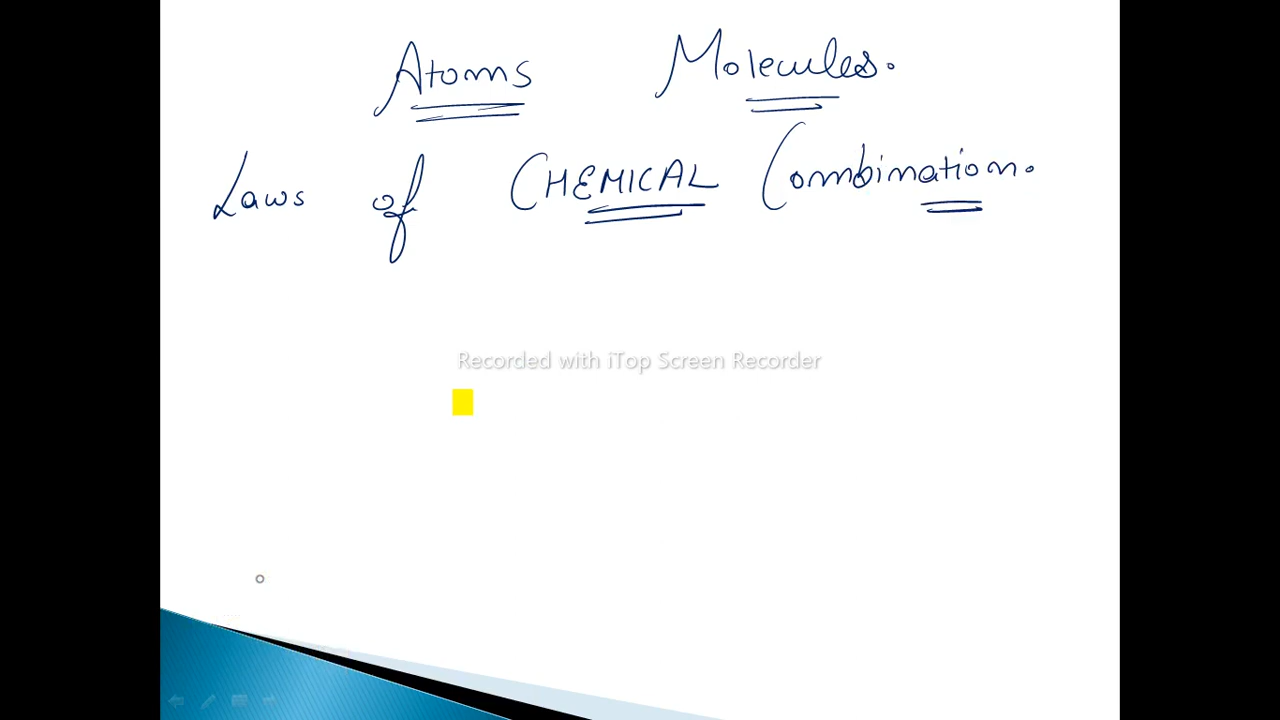 Atoms Molecules.
Laws of CHEMICAL Combination.
Recorded with iTop Screen Recorder